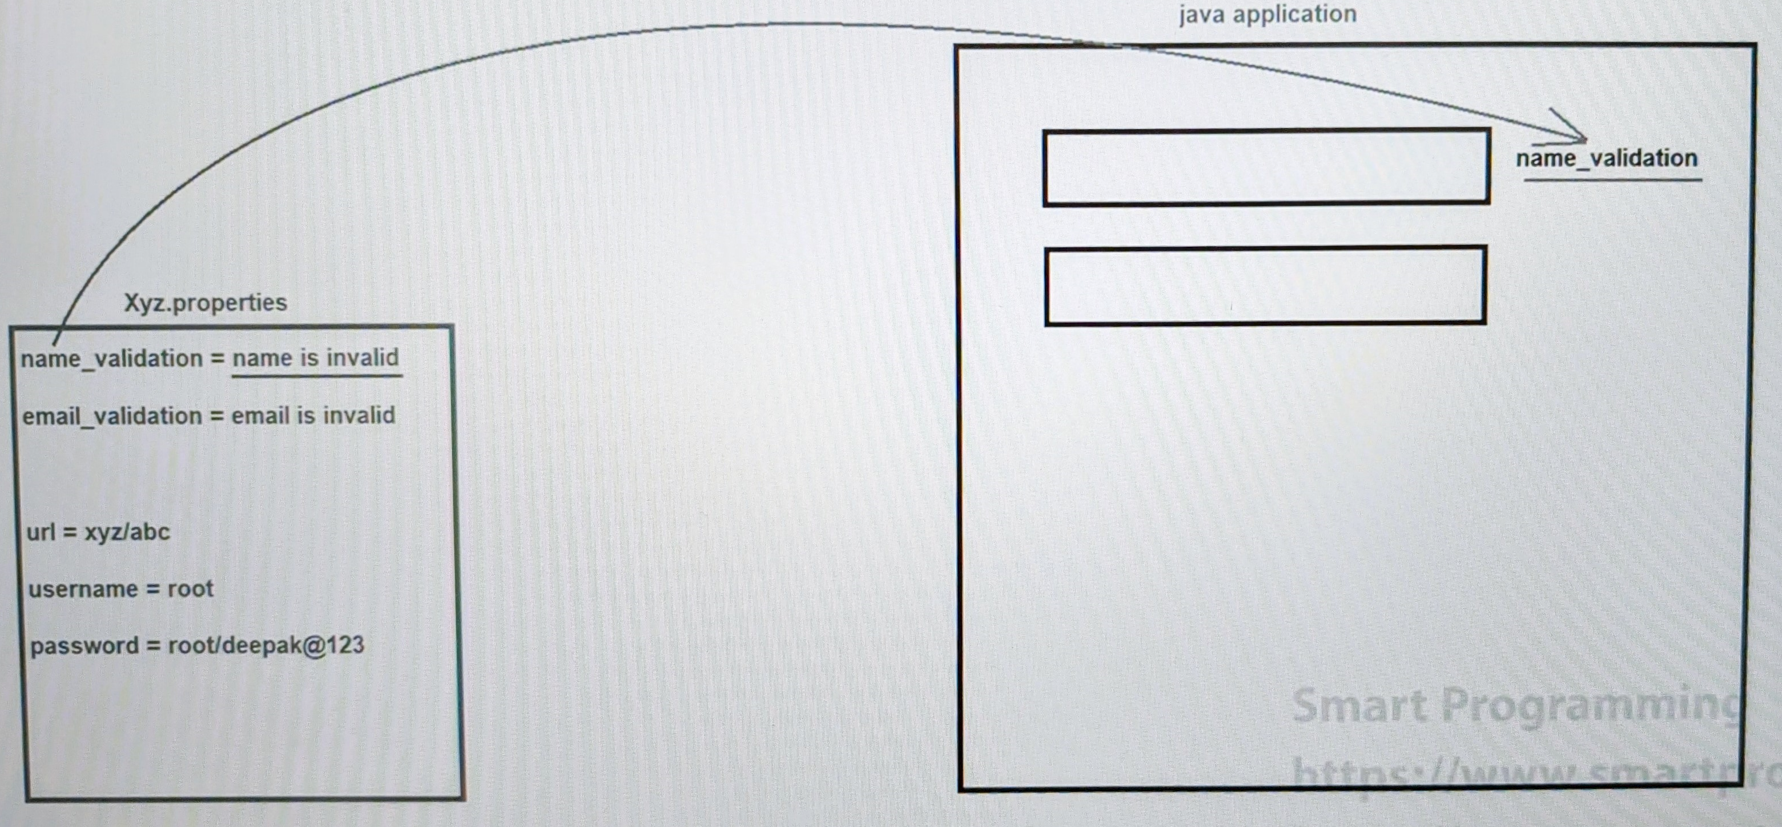 java application
name_validation
Xyz.properties
name_validation = name is invalid
email_validation = email is invalid
url = xyz/abc
username = root
password = root/deepak@123
Smart Programming
https://www.smartpro